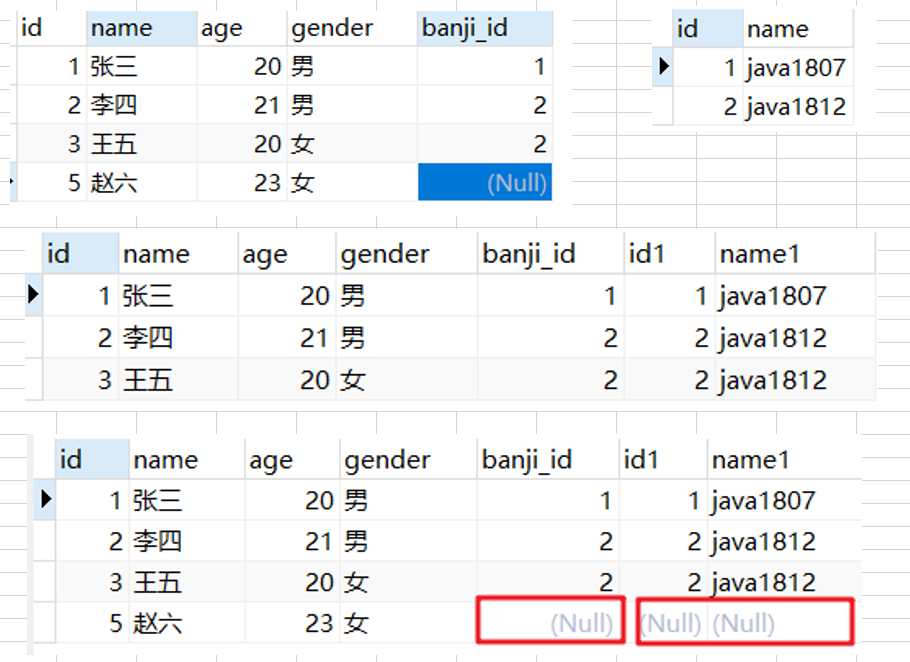 id name age gender banji_id
1 张三 20 男 1
2 李四 21 男 2
3 王五 20 女 2
5 赵六 23 女 (Null)
id name
1 java1807
2 java1812
id name age gender banji_id id1 name1
1 张三 20 男 1 1 java1807
2 李四 21 男 2 2 java1812
3 王五 20 女 2 2 java1812
id name age gender banji_id id1 name1
1 张三 20 男 1 1 java1807
2 李四 21 男 2 2 java1812
3 王五 20 女 2 2 java1812
5 赵六 23 女 (Null) (Null) (Null)